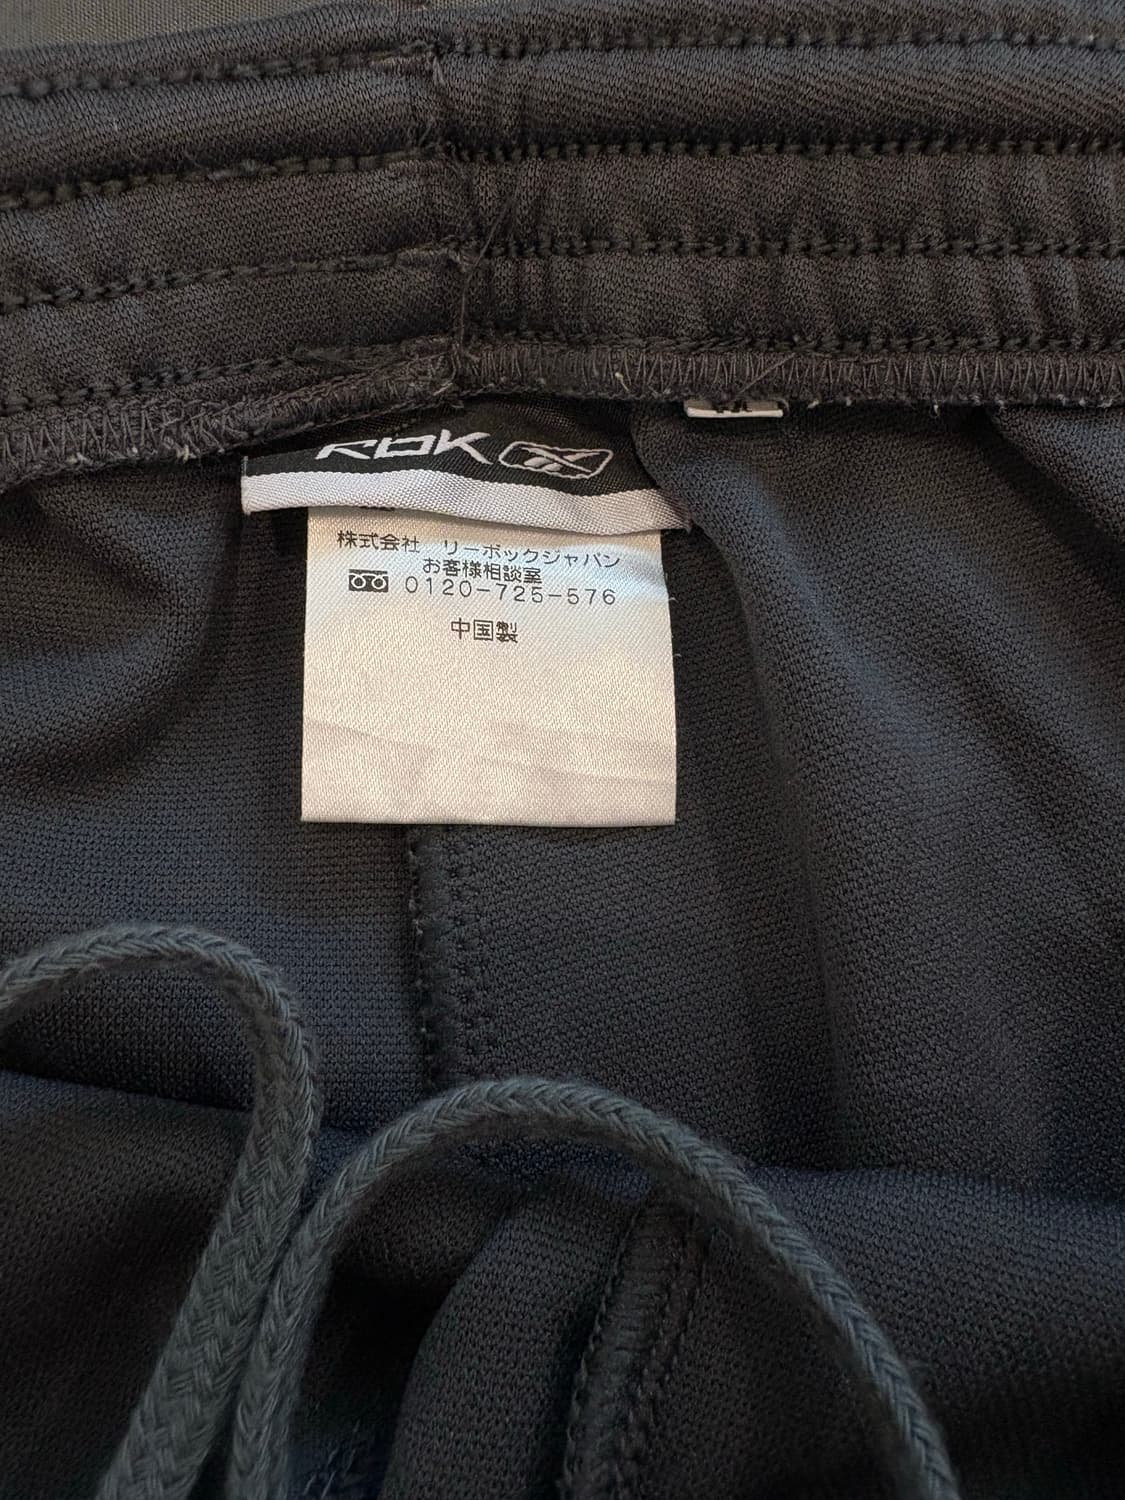 RBK
株式会社 リーボックジャパン
お客様相談室
0120-725-576
中国製